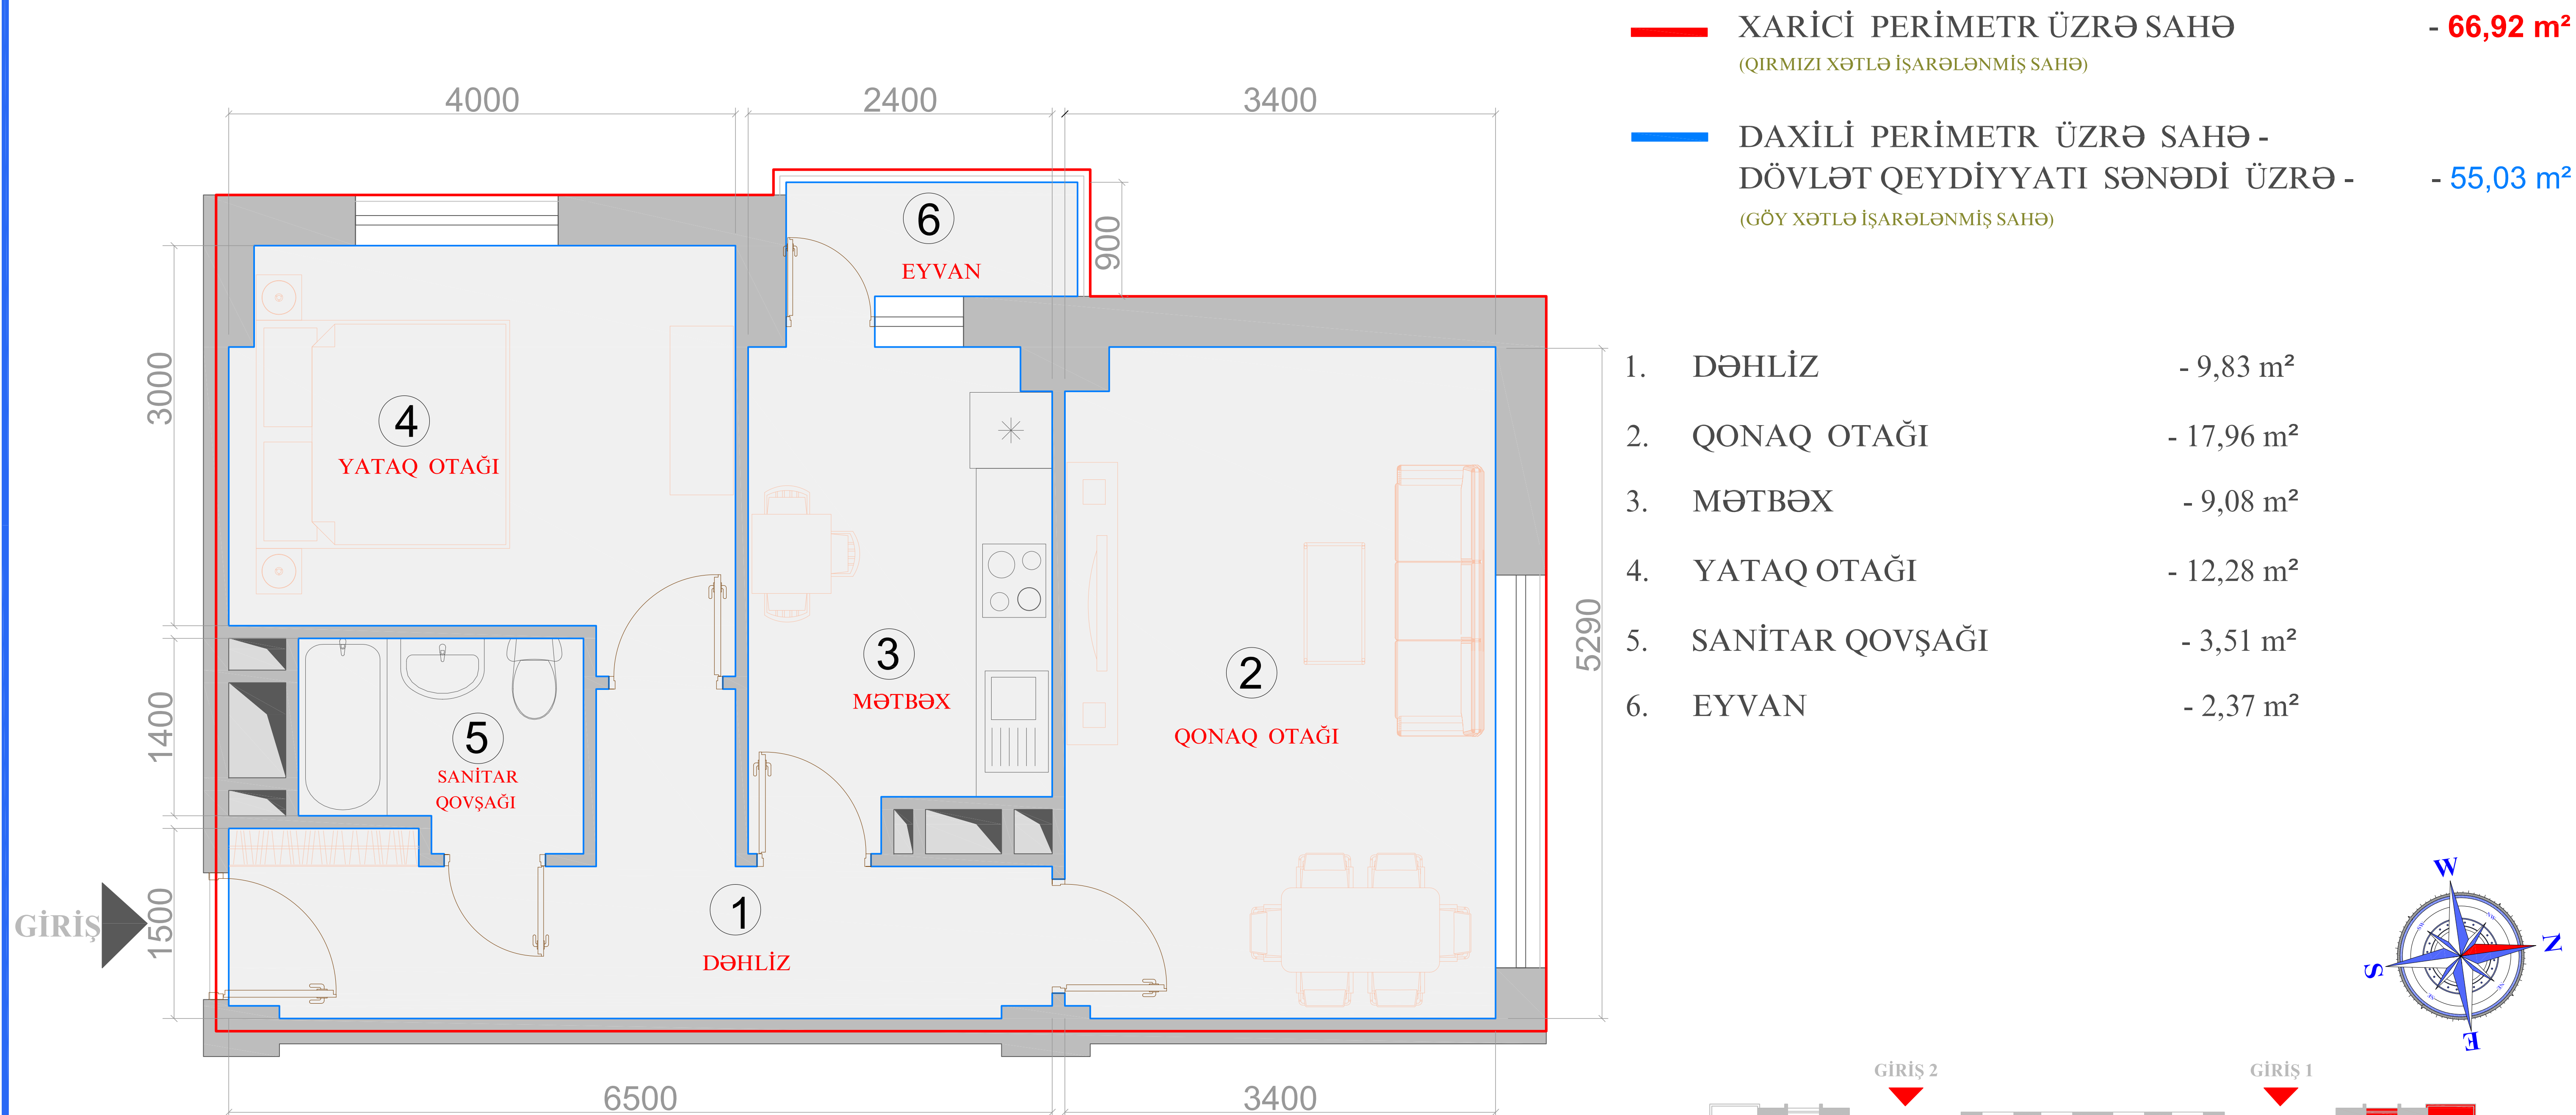 XARİCİ PERİMETR ÜZRƏ SAHƏ - 66,92 m²
(QIRMIZI XƏTLƏ İŞARƏLƏNMİŞ SAHƏ)
DAXİLİ PERİMETR ÜZRƏ SAHƏ -
DÖVLƏT QEYDİYYATI SƏNƏDİ ÜZRƏ - - 55,03 m²
(GÖY XƏTLƏ İŞARƏLƏNMİŞ SAHƏ)
4000
2400
3400
6
EYVAN
900
3000
4
YATAQ OTAĞI
1400
5
SANİTAR
QOVŞAĞI
3
MƏTBƏX
2
QONAQ OTAĞI
5290
GİRİŞ
1500
1
DƏHLİZ
6500
3400
1. DƏHLİZ - 9,83 m²
2. QONAQ OTAĞI - 17,96 m²
3. MƏTBƏX - 9,08 m²
4. YATAQ OTAĞI - 12,28 m²
5. SANİTAR QOVŞAĞI - 3,51 m²
6. EYVAN - 2,37 m²
W
N
S
E
GİRİŞ 2
GİRİŞ 1